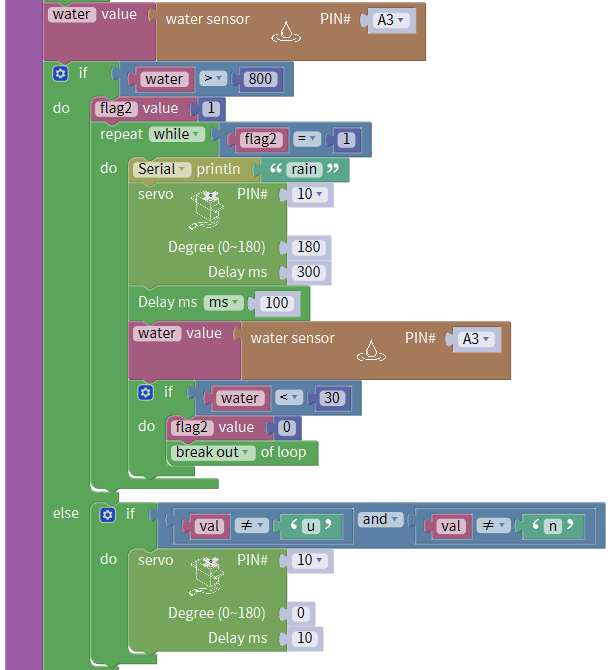 water value water sensor PIN# A3
if water > 800
do flag2 value 1
repeat while flag2 = 1
do Serial println “ rain ”
servo PIN# 10
Degree (0~180) 180
Delay ms 300
Delay ms ms 100
water value water sensor PIN# A3
if water < 30
do flag2 value 0
break out of loop
else if val ≠ ‘ u ’ and val ≠ ‘ n ’
do servo PIN# 10
Degree (0~180) 0
Delay ms 10